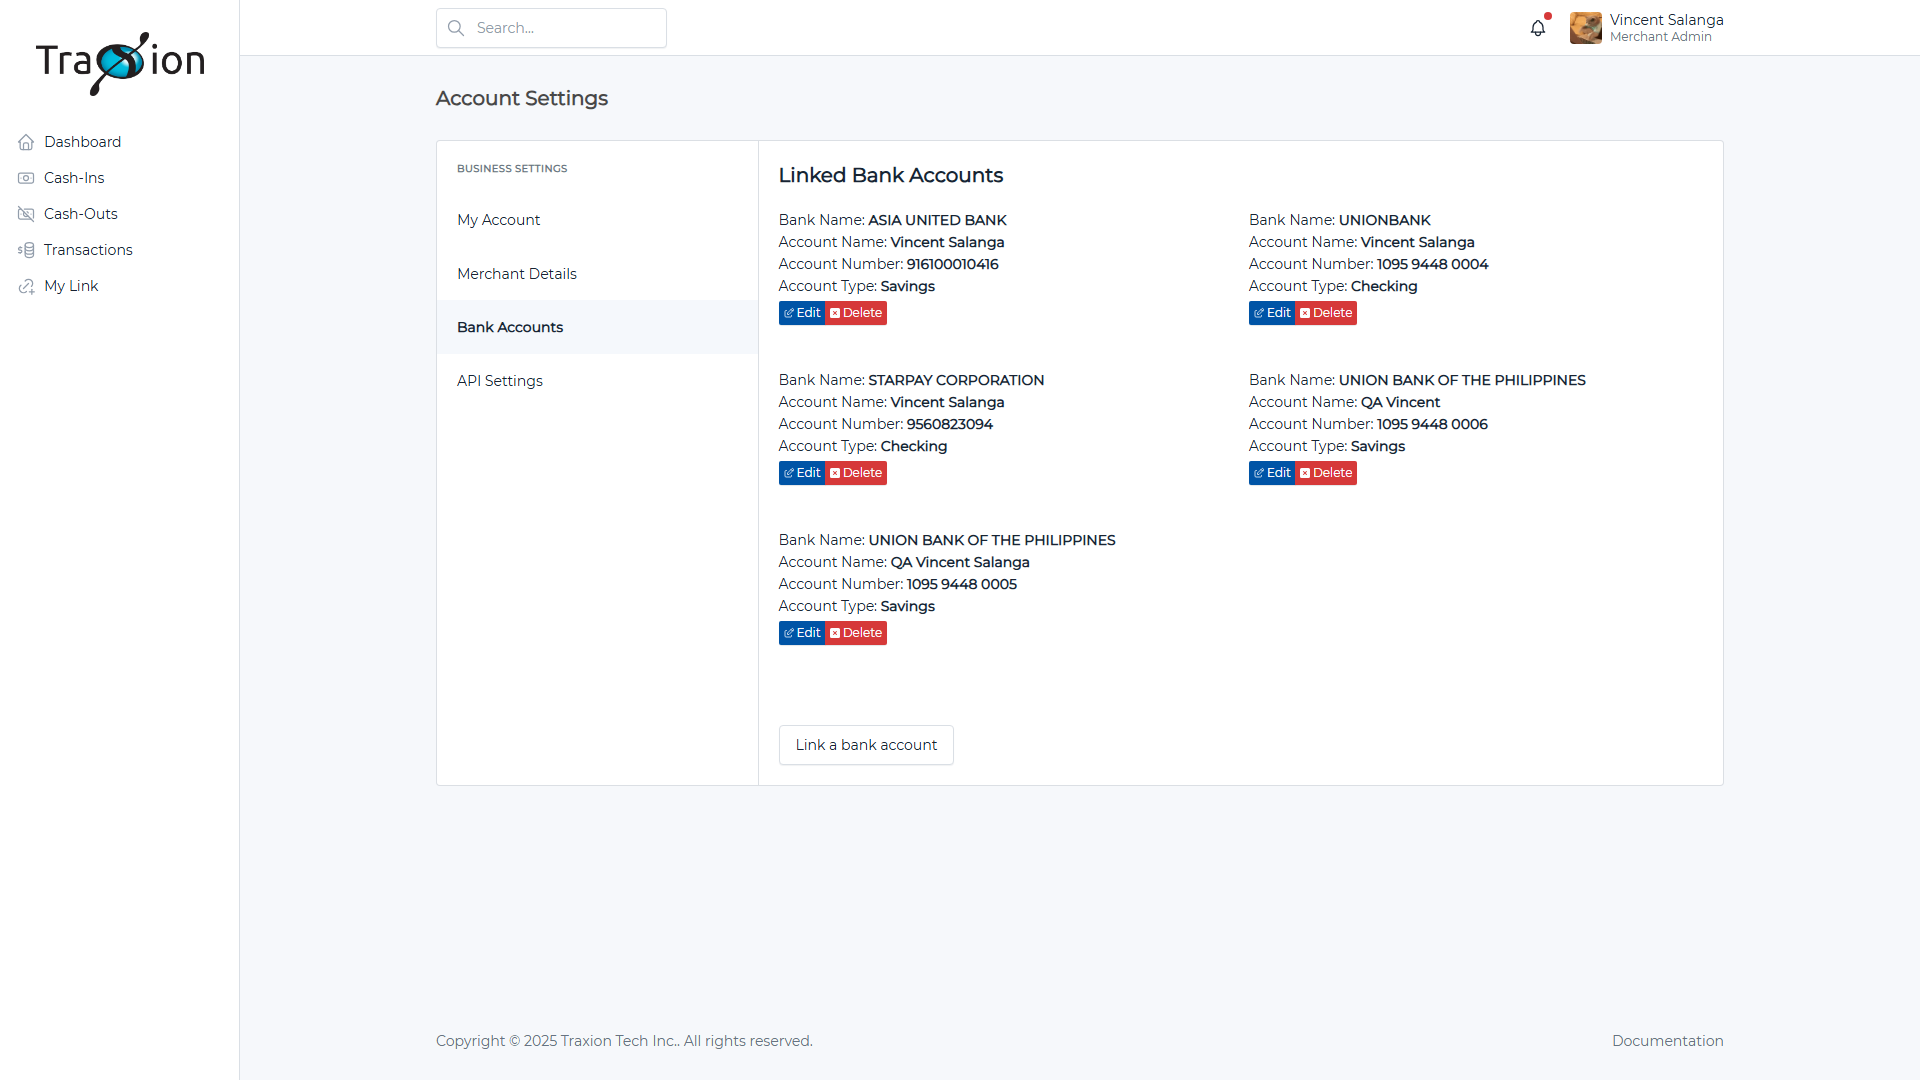 Traxion
Search...
Vincent Salanga
Merchant Admin
Dashboard
Cash-Ins
Cash-Outs
Transactions
My Link
Account Settings
BUSINESS SETTINGS
My Account
Merchant Details
Bank Accounts
API Settings
Linked Bank Accounts
Bank Name: ASIA UNITED BANK
Account Name: Vincent Salanga
Account Number: 916100010416
Account Type: Savings
Edit Delete
Bank Name: UNIONBANK
Account Name: Vincent Salanga
Account Number: 1095 9448 0004
Account Type: Checking
Edit Delete
Bank Name: STARPAY CORPORATION
Account Name: Vincent Salanga
Account Number: 9560823094
Account Type: Checking
Edit Delete
Bank Name: UNION BANK OF THE PHILIPPINES
Account Name: QA Vincent
Account Number: 1095 9448 0006
Account Type: Savings
Edit Delete
Bank Name: UNION BANK OF THE PHILIPPINES
Account Name: QA Vincent Salanga
Account Number: 1095 9448 0005
Account Type: Savings
Edit Delete
Link a bank account
Copyright © 2025 Traxion Tech Inc.. All rights reserved.
Documentation